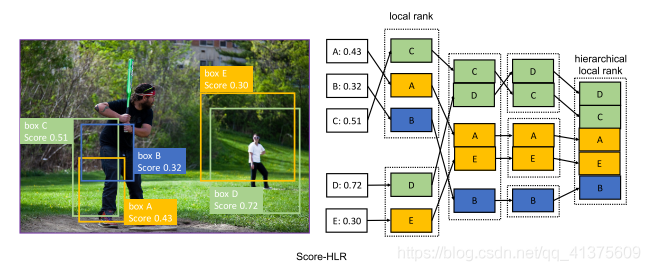 local rank
hierarchical
local rank
box E
Score 0.30
box C
Score 0.51
box B
Score 0.32
box D
Score 0.72
box A
Score 0.43
A: 0.43
B: 0.32
C: 0.51
D: 0.72
E: 0.30
C
A
B
D
E
C
D
A
E
B
D
C
A
E
B
D
C
A
E
B
Score-HLR
https://blog.csdn.net/qq_41375609